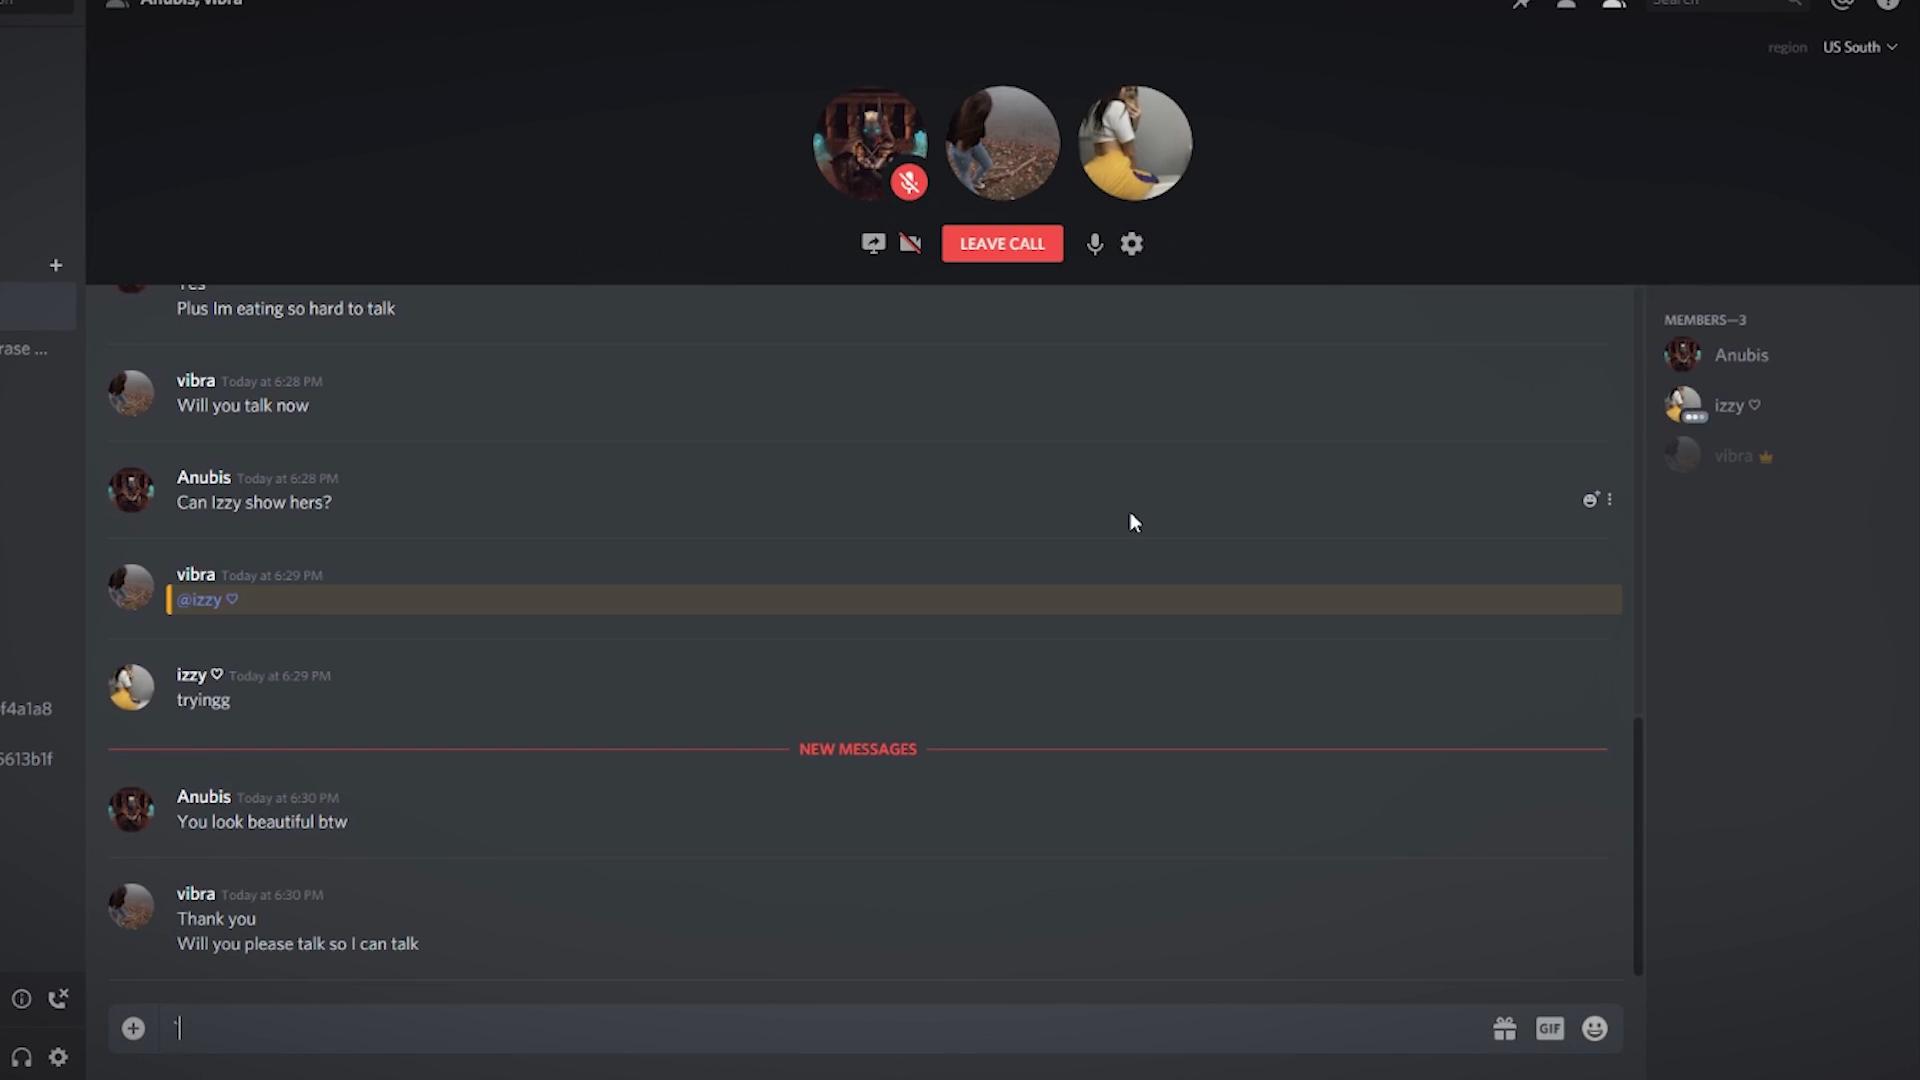 Anubis, vibra
Search
region US South
LEAVE CALL
Yes
Plus Im eating so hard to talk
vibra Today at 6:28 PM
Will you talk now
Anubis Today at 6:28 PM
Can Izzy show hers?
vibra Today at 6:29 PM
@izzy ♡
izzy ♡ Today at 6:29 PM
tryingg
NEW MESSAGES
Anubis Today at 6:30 PM
You look beautiful btw
vibra Today at 6:30 PM
Thank you
Will you please talk so I can talk
GIF
MEMBERS—3
Anubis
izzy ♡
vibra
rase ...
f4a1a8
5613b1f